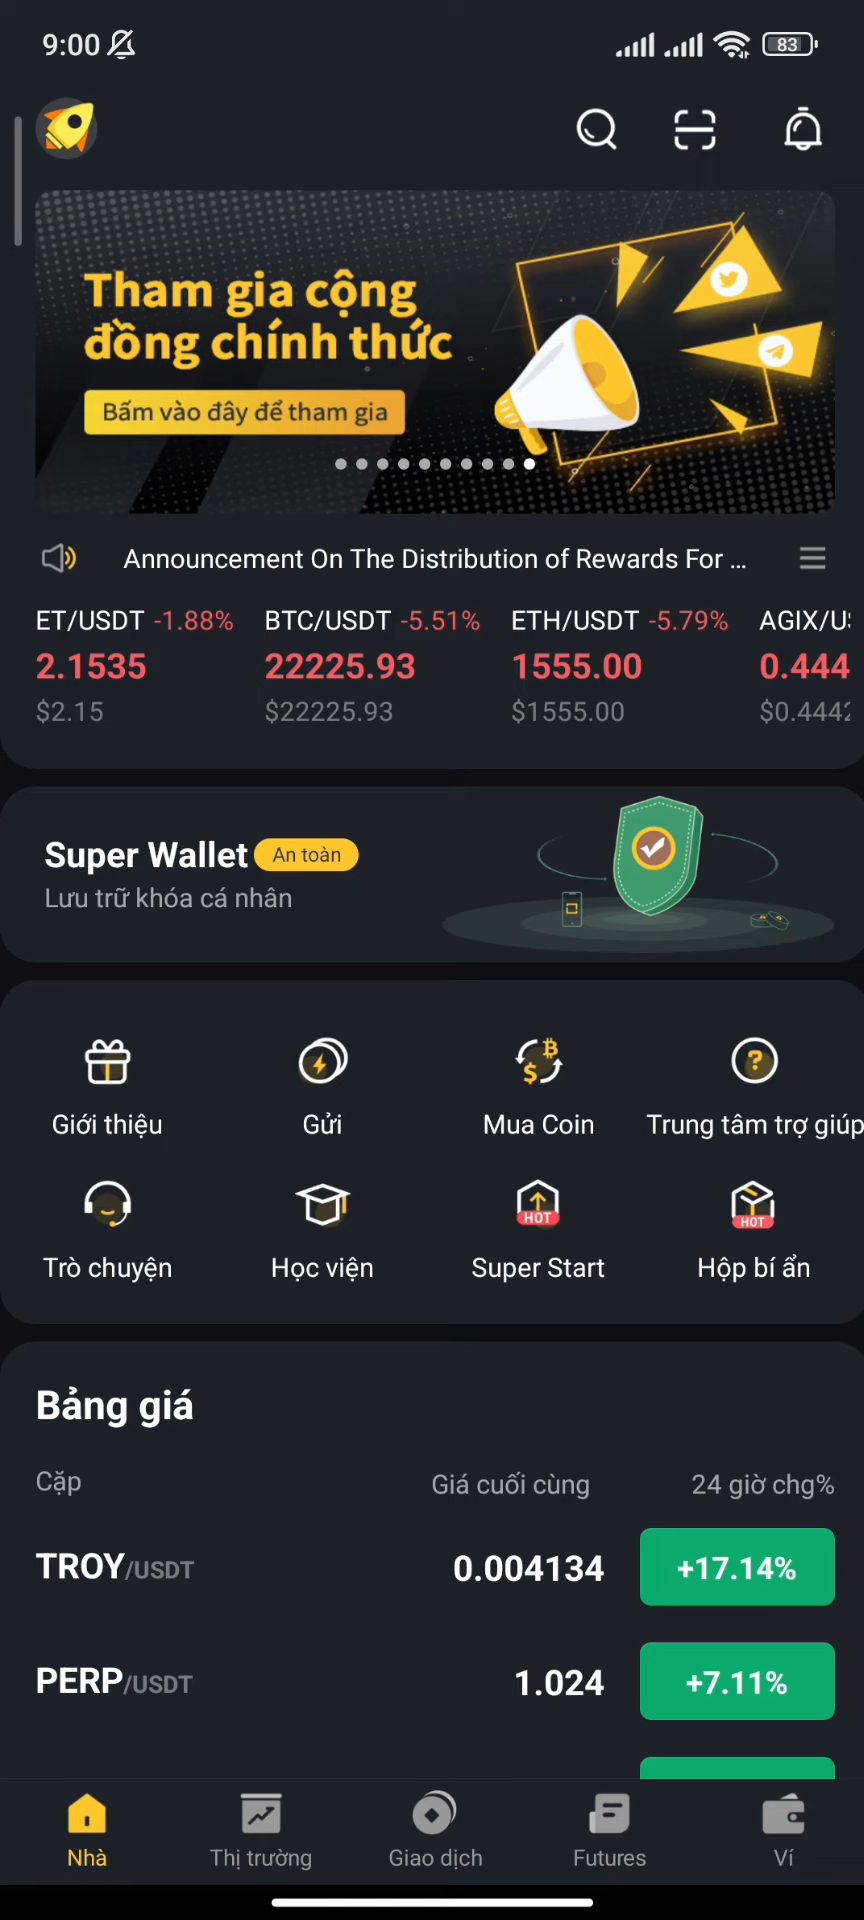 9:00
83
Tham gia cộng
đồng chính thức
Bấm vào đây để tham gia
Announcement On The Distribution of Rewards For ...
ET/USDT -1.88% BTC/USDT -5.51% ETH/USDT -5.79% AGIX/US
2.1535 22225.93 1555.00 0.444
$2.15 $22225.93 $1555.00 $0.4442
Super Wallet An toàn
Lưu trữ khóa cá nhân
Giới thiệu Gửi Mua Coin Trung tâm trợ giúp
HOT HOT
Trò chuyện Học viện Super Start Hộp bí ẩn
Bảng giá
Cặp Giá cuối cùng 24 giờ chg%
TROY/USDT 0.004134 +17.14%
PERP/USDT 1.024 +7.11%
Nhà Thị trường Giao dịch Futures Ví